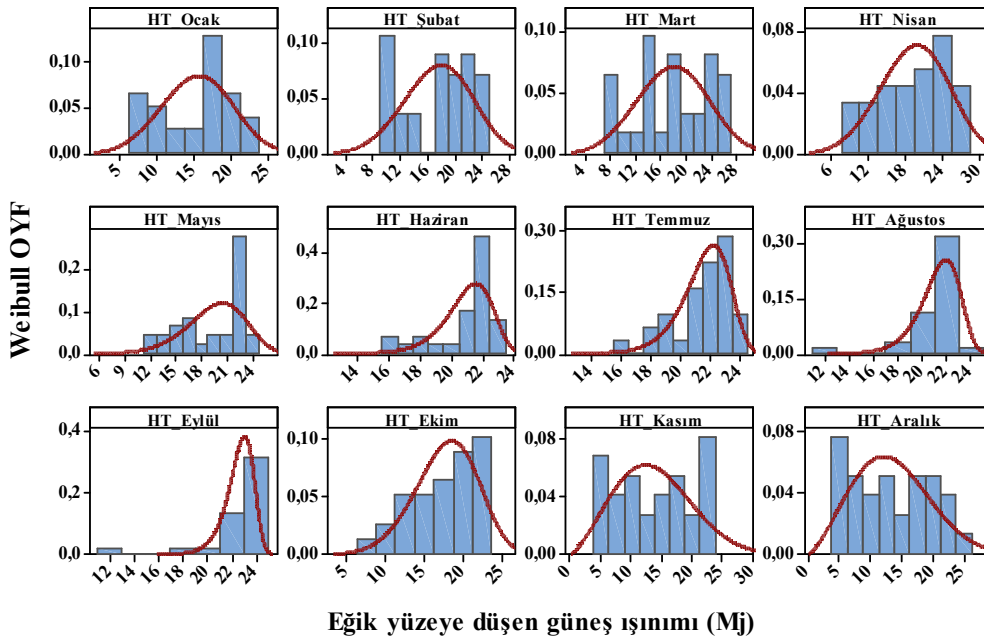 HT_Ocak HT_Şubat HT_Mart HT_Nisan
0,10 0,05 0,00
5 10 15 20 25
0,10 0,05 0,00
4 8 12 16 20 24 28
0,10 0,05 0,00
4 8 12 16 20 24 28
0,08 0,04 0,00
6 12 18 24 30
HT_Mayıs HT_Haziran HT_Temmuz HT_Ağustos
0,2 0,1 0,0
6 9 12 15 18 21 24
0,4 0,2 0,0
14 16 18 20 22 24
0,30 0,15 0,00
14 16 18 20 22 24
0,30 0,15 0,00
12 14 16 18 20 22 24
HT_Eylül HT_Ekim HT_Kasım HT_Aralık
0,4 0,2 0,0
12 14 16 18 20 22 24
0,10 0,05 0,00
5 10 15 20 25
0,08 0,04 0,00
0 5 10 15 20 25 30
0,08 0,04 0,00
0 5 10 15 20 25
Weibull OYF
Eğik yüzeye düşen güneş ışınımı (Mj)